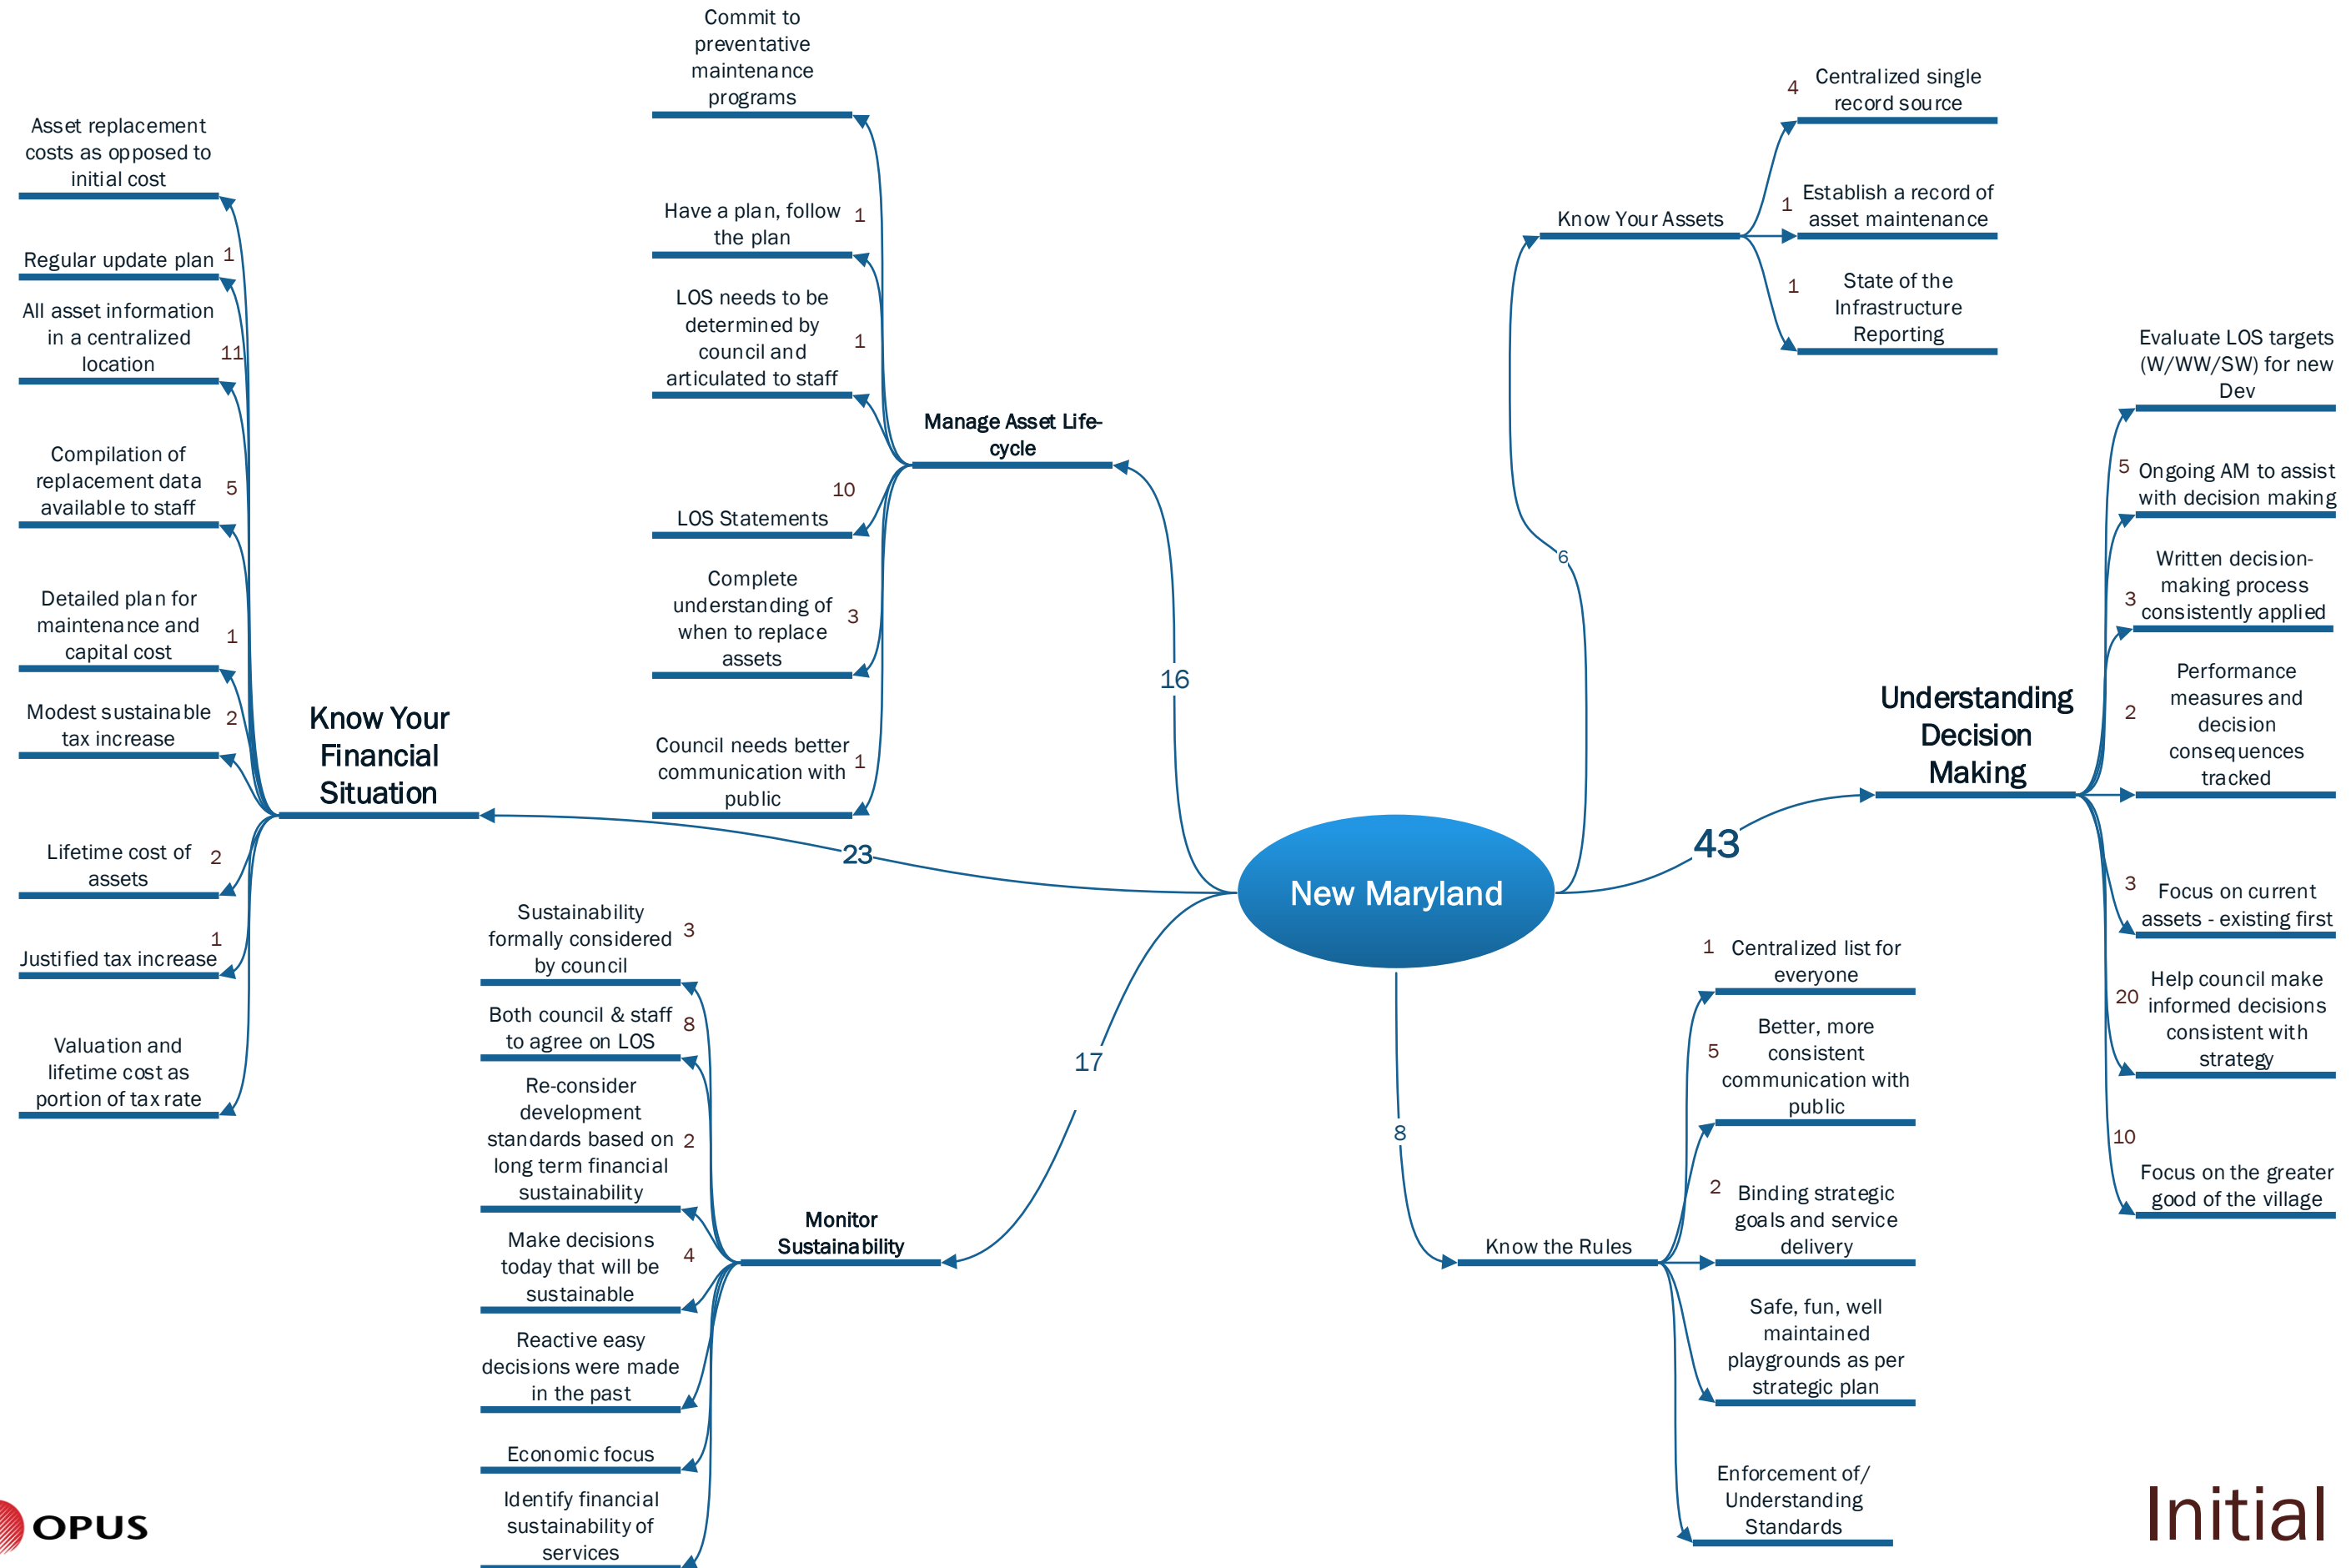 Commit to
preventative
maintenance
programs
Have a plan, follow
the plan
1
LOS needs to be
determined by
council and
articulated to staff
1
10
LOS Statements
Complete
understanding of
when to replace
assets
3
Council needs better
communication with
public
1
Manage Asset Life-
cycle
16
Asset replacement
costs as opposed to
initial cost
Regular update plan
1
All asset information
in a centralized
location
11
Compilation of
replacement data
available to staff
5
Detailed plan for
maintenance and
capital cost
1
Modest sustainable
tax increase
2
Lifetime cost of
assets
2
Justified tax increase
1
Valuation and
lifetime cost as
portion of tax rate
Know Your
Financial
Situation
23
Sustainability
formally considered
by council
3
Both council & staff
to agree on LOS
8
Re-consider
development
standards based on
long term financial
sustainability
2
Make decisions
today that will be
sustainable
4
Reactive easy
decisions were made
in the past
Economic focus
Identify financial
sustainability of
services
Monitor
Sustainability
17
New Maryland
6
Know Your Assets
4
Centralized single
record source
1
Establish a record of
asset maintenance
1
State of the
Infrastructure
Reporting
43
Understanding
Decision
Making
Evaluate LOS targets
(W/WW/SW) for new
Dev
5
Ongoing AM to assist
with decision making
3
Written decision-
making process
consistently applied
2
Performance
measures and
decision
consequences
tracked
3
Focus on current
assets - existing first
20
Help council make
informed decisions
consistent with
strategy
10
Focus on the greater
good of the village
8
Know the Rules
1
Centralized list for
everyone
5
Better, more
consistent
communication with
public
2
Binding strategic
goals and service
delivery
Safe, fun, well
maintained
playgrounds as per
strategic plan
Enforcement of/
Understanding
Standards
OPUS
Initial